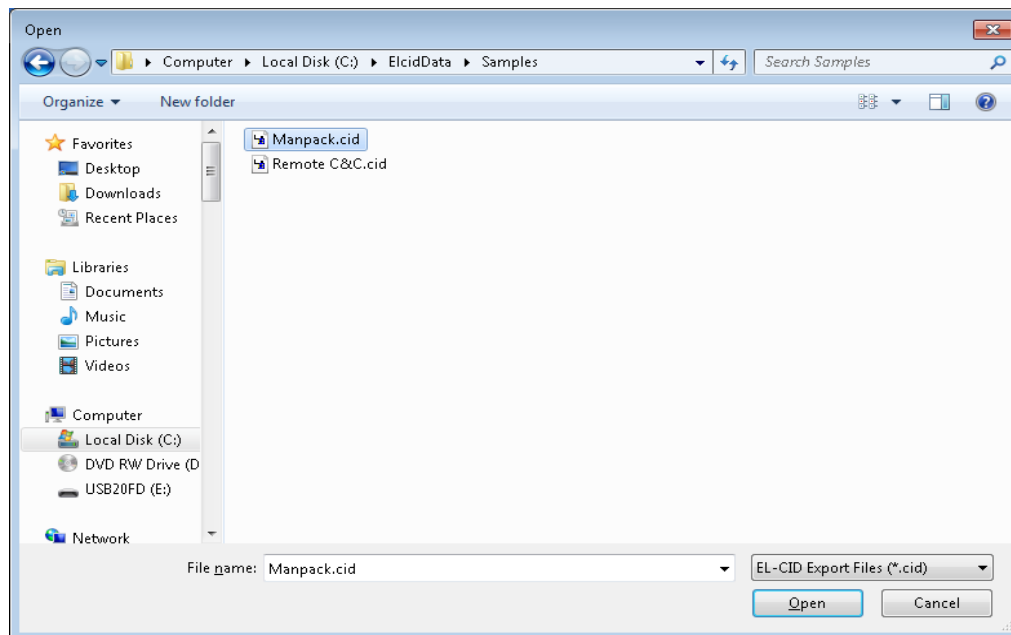 Open
Computer Local Disk (C:) ElcidData Samples
Search Samples
Organize New folder
Favorites
Desktop
Downloads
Recent Places
Libraries
Documents
Music
Pictures
Videos
Computer
Local Disk (C:)
DVD RW Drive (D
USB20FD (E:)
Network
Manpack.cid
Remote C&C.cid
File name: Manpack.cid
EL-CID Export Files (*.cid)
Open Cancel